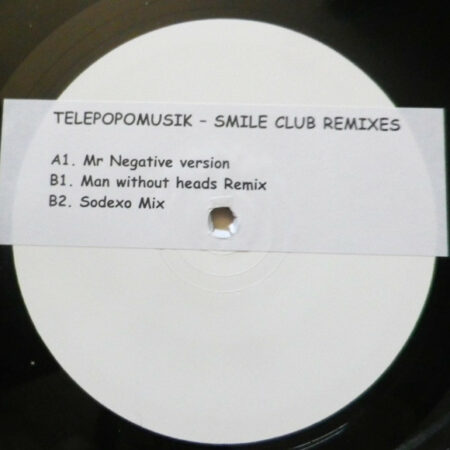 TELEPOPOMUSIK - SMILE CLUB REMIXES
A1. Mr Negative version
B1. Man without heads Remix
B2. Sodexo Mix